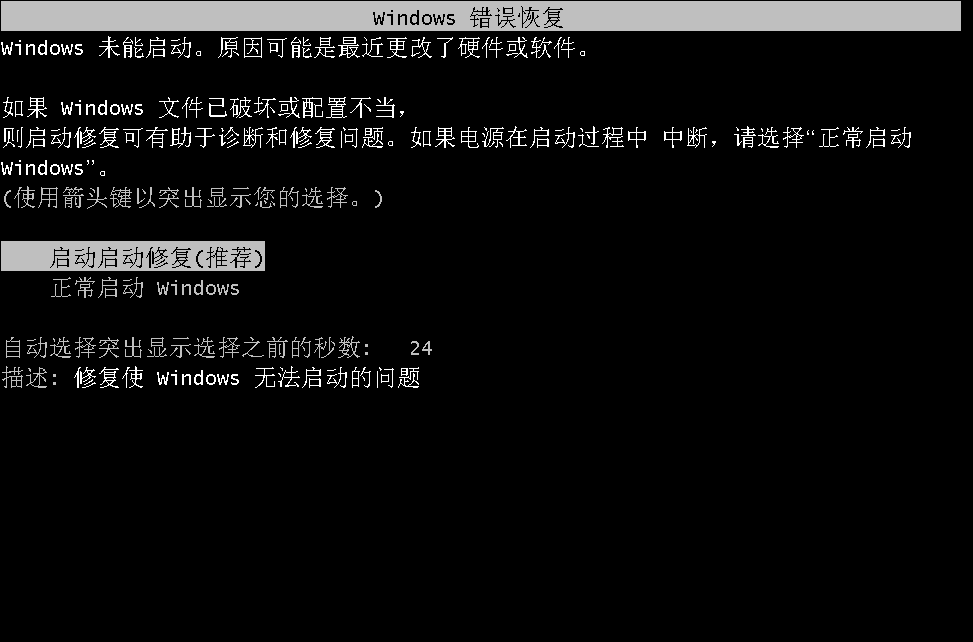 Windows 错误恢复
Windows 未能启动。原因可能是最近更改了硬件或软件。
如果 Windows 文件已破坏或配置不当，
则启动修复可有助于诊断和修复问题。如果电源在启动过程中 中断，请选择“正常启动
Windows”。
(使用箭头键以突出显示您的选择。)
启动启动修复(推荐)
正常启动 Windows
自动选择突出显示选择之前的秒数: 24
描述: 修复使 Windows 无法启动的问题